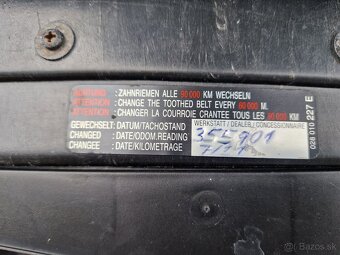 ACHTUNG : ZAHNRIEMEN ALLE 90 000 KM WECHSELN
ATTENTION : CHANGE THE TOOTHED BELT EVERY 60 000 M.
ATTENTION : CHANGER LA COURROIE CRANTEE TOUS LES 90 000 KM
GEWECHSELT: DATUM/TACHOSTAND
CHANGED : DATE/ODOM.READING
CHANGEE : DATE/KILOMETRAGE
WERKSTATT / DEALER / CONCESSIONNAIRE
355 901
028 010 227 E
bazos.sk